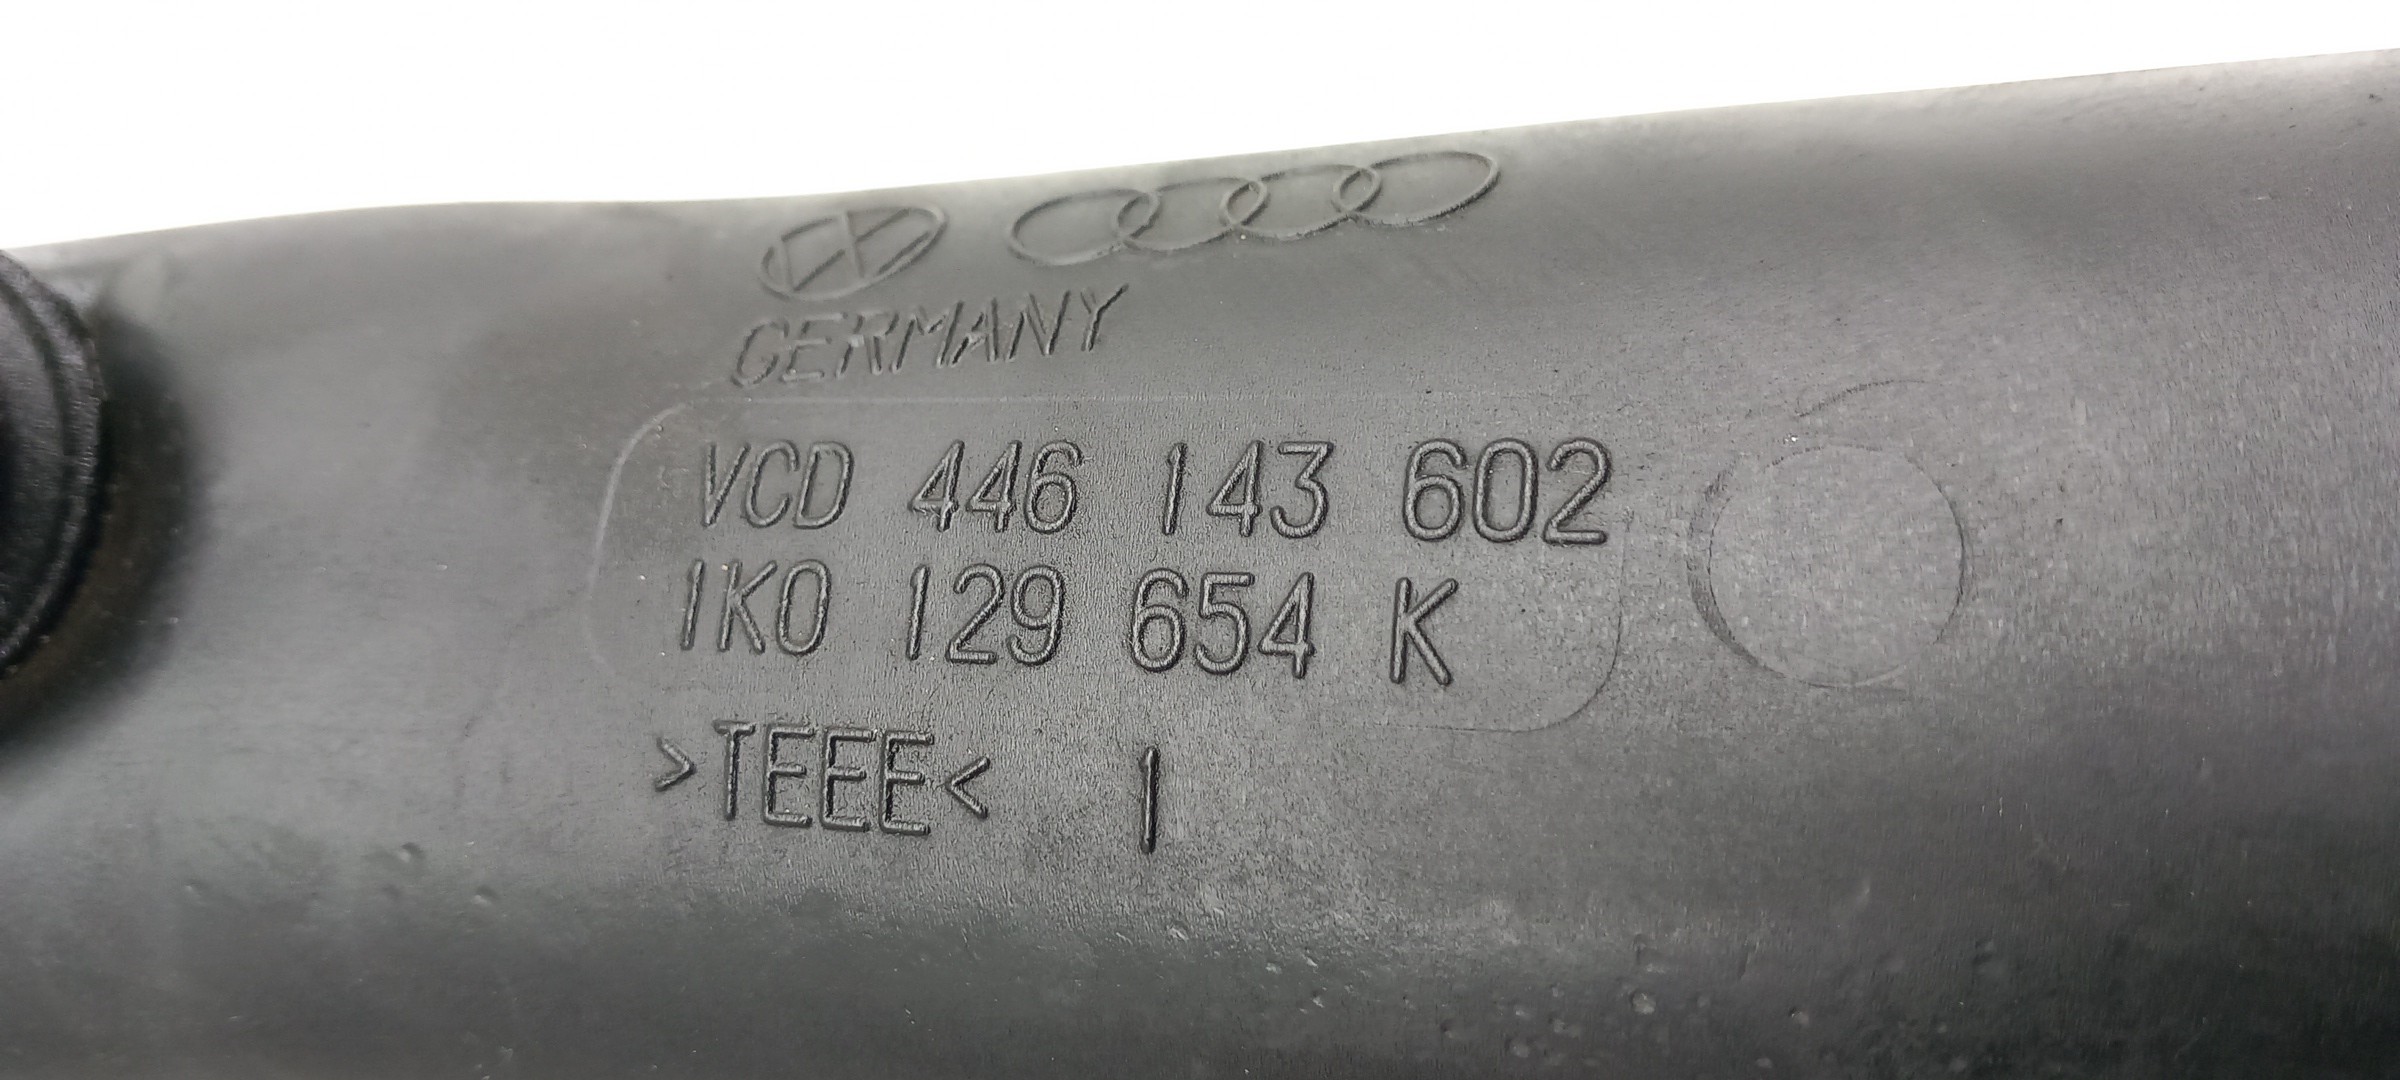 GERMANY
VCD 446 143 602
1K0 129 654 K
>TEEE< 1